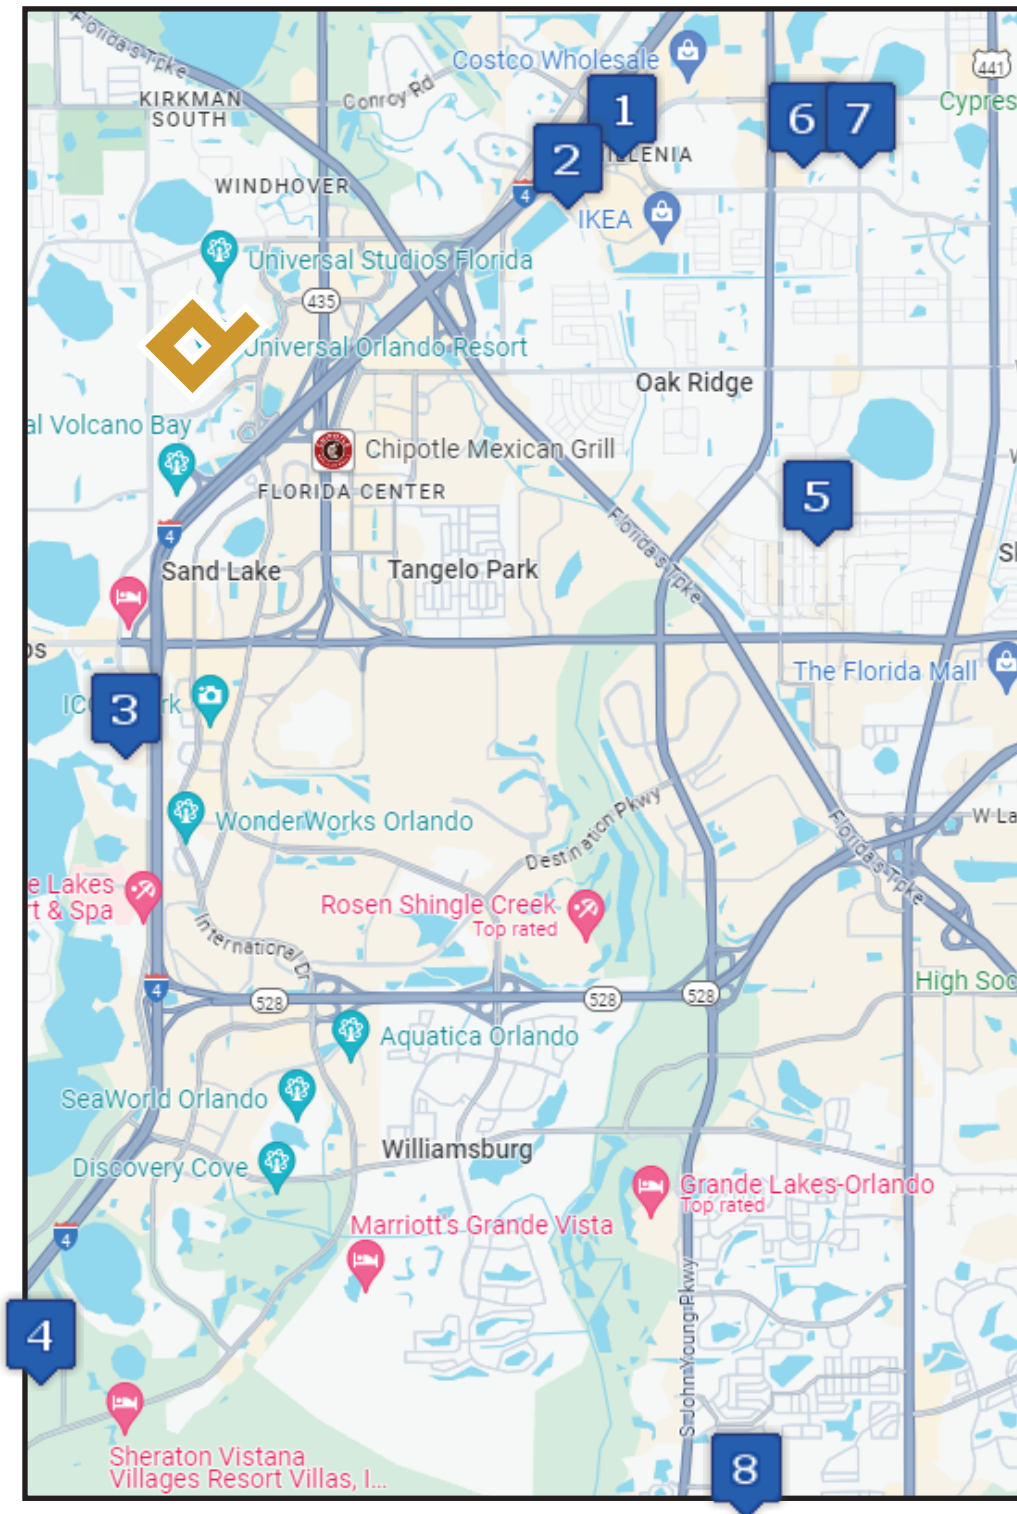 Florida's Tpke
Costco Wholesale
441
KIRKMAN
SOUTH
Conroy Rd
Cypres
1
6
7
2
LLENIA
WINDHOVER
4
IKEA
Universal Studios Florida
435
Universal Orlando Resort
Oak Ridge
al Volcano Bay
Chipotle Mexican Grill
FLORIDA CENTER
5
Florida's Tpke
4
Sand Lake
Tangelo Park
The Florida Mall
3
WonderWorks Orlando
W La
Destination Pkwy
Florida's Tpke
e Lakes
rt & Spa
Rosen Shingle Creek
Top rated
International Dr
4
528
528
528
High Soc
Aquatica Orlando
SeaWorld Orlando
Williamsburg
Discovery Cove
Grande Lakes-Orlando
Top rated
Marriott's Grande Vista
4
4
S John Young Pkwy
Sheraton Vistana
Villages Resort Villas, I...
8